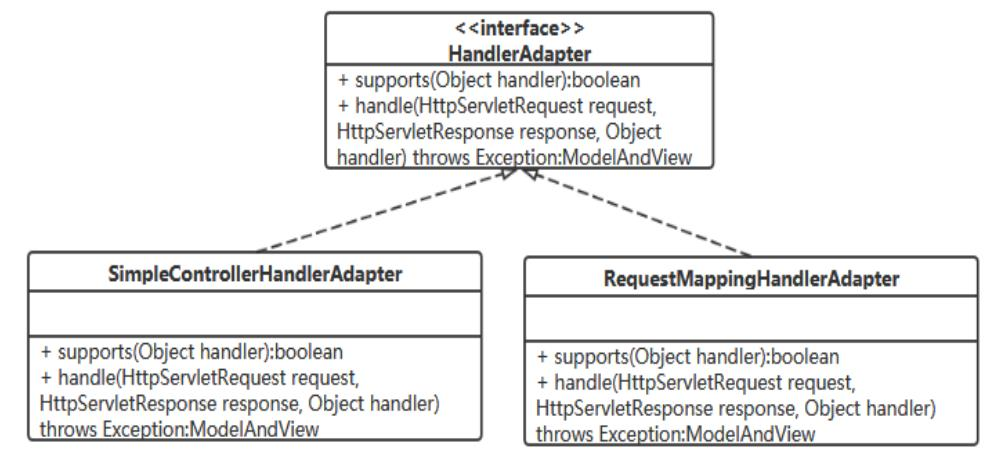 <<interface>>
HandlerAdapter
+ supports(Object handler):boolean
+ handle(HttpServletRequest request,
HttpServletResponse response, Object
handler) throws Exception:ModelAndView
SimpleControllerHandlerAdapter
+ supports(Object handler):boolean
+ handle(HttpServletRequest request,
HttpServletResponse response, Object handler)
throws Exception:ModelAndView
RequestMappingHandlerAdapter
+ supports(Object handler):boolean
+ handle(HttpServletRequest request,
HttpServletResponse response, Object handler)
throws Exception:ModelAndView